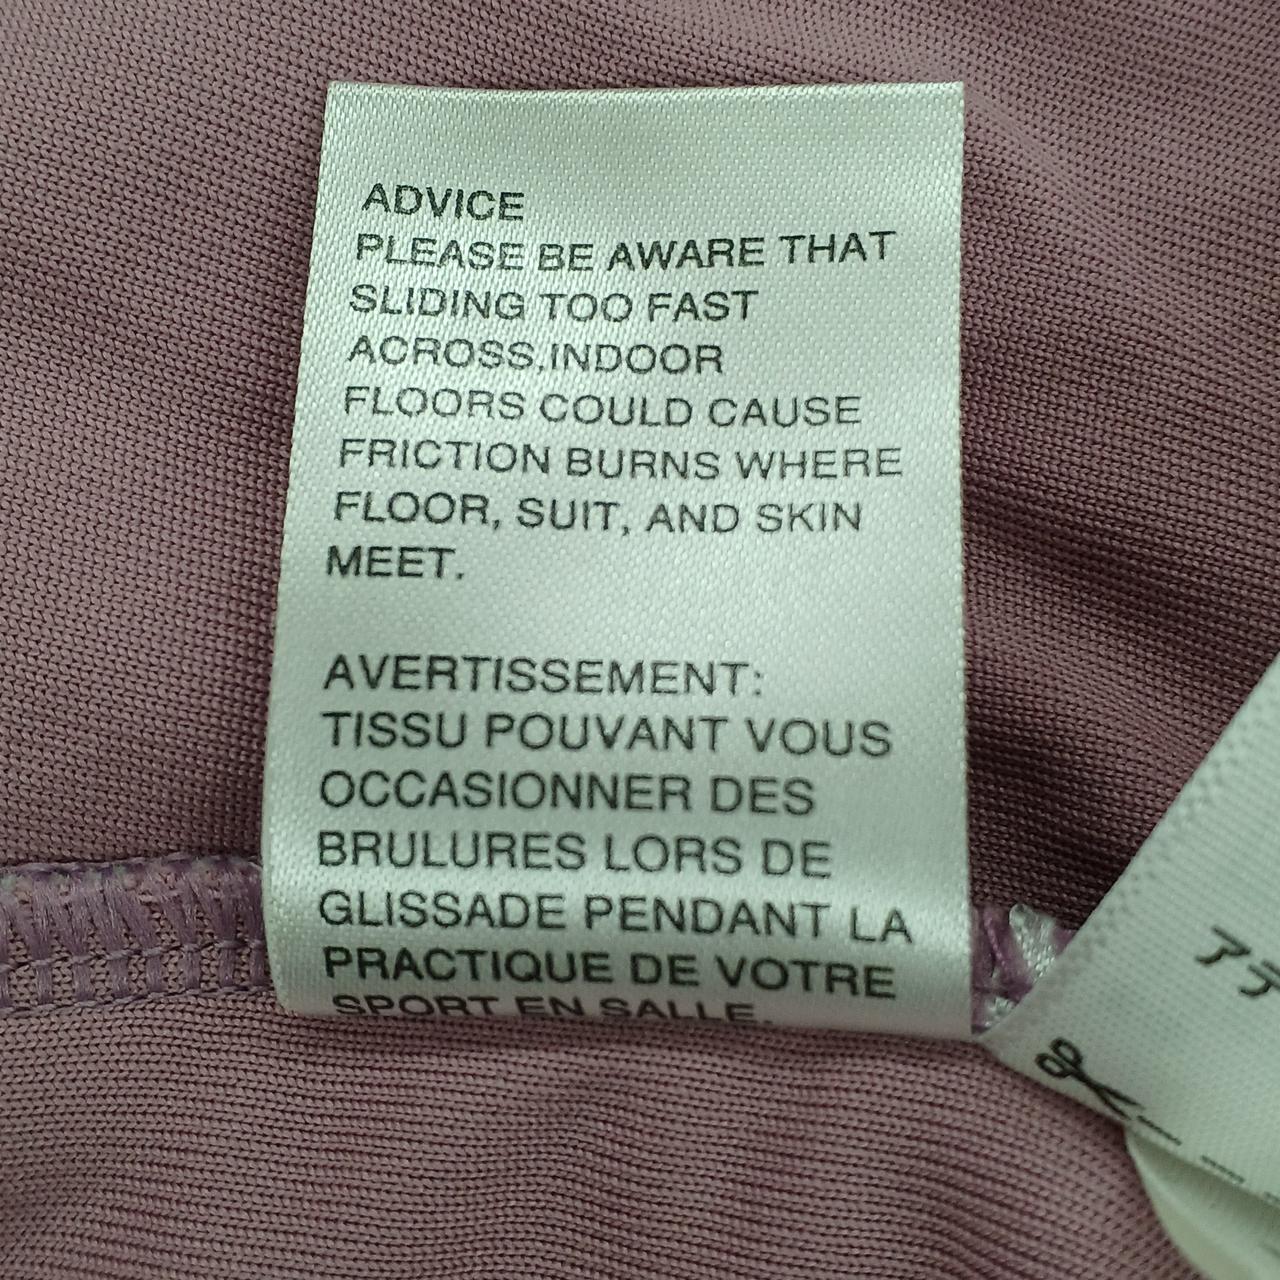 ADVICE
PLEASE BE AWARE THAT
SLIDING TOO FAST
ACROSS.INDOOR
FLOORS COULD CAUSE
FRICTION BURNS WHERE
FLOOR, SUIT, AND SKIN
MEET.
AVERTISSEMENT:
TISSU POUVANT VOUS
OCCASIONNER DES
BRULURES LORS DE
GLISSADE PENDANT LA
PRACTIQUE DE VOTRE
SPORT EN SALLE.
アデ